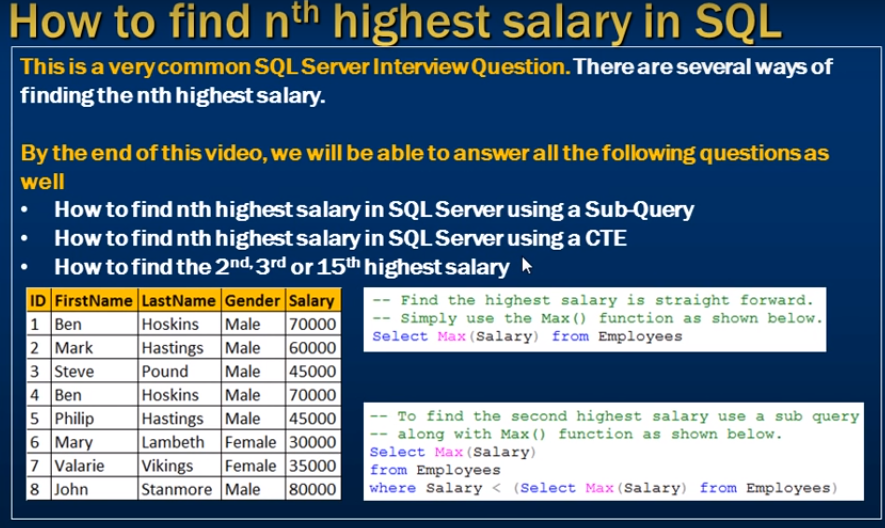 How to find nth highest salary in SQL
This is a very common SQL Server Interview Question. There are several ways of
finding the nth highest salary.
By the end of this video, we will be able to answer all the following questions as
well
• How to find nth highest salary in SQL Server using a Sub-Query
• How to find nth highest salary in SQL Server using a CTE
• How to find the 2nd, 3rd or 15th highest salary
ID FirstName LastName Gender Salary
1 Ben Hoskins Male 70000
2 Mark Hastings Male 60000
3 Steve Pound Male 45000
4 Ben Hoskins Male 70000
5 Philip Hastings Male 45000
6 Mary Lambeth Female 30000
7 Valarie Vikings Female 35000
8 John Stanmore Male 80000
-- Find the highest salary is straight forward.
-- Simply use the Max() function as shown below.
Select Max(Salary) from Employees
-- To find the second highest salary use a sub query
-- along with Max() function as shown below.
Select Max(Salary)
from Employees
where Salary < (Select Max(Salary) from Employees)